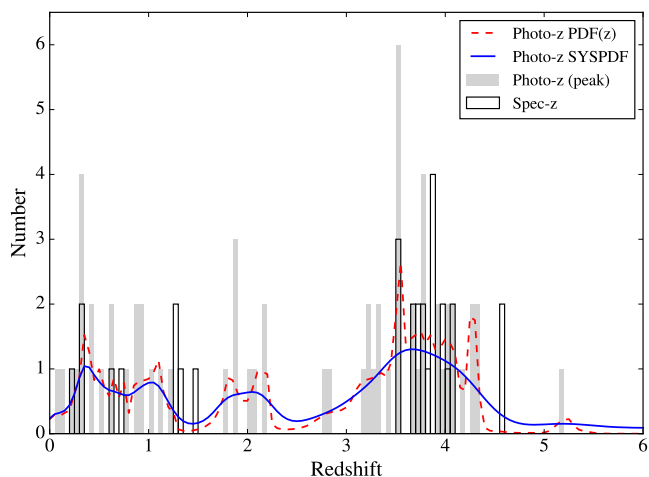 6
5
4
3
2
1
0
Number
Photo-z PDF(z)
Photo-z SYSPDF
Photo-z (peak)
Spec-z
0 1 2 3 4 5 6
Redshift